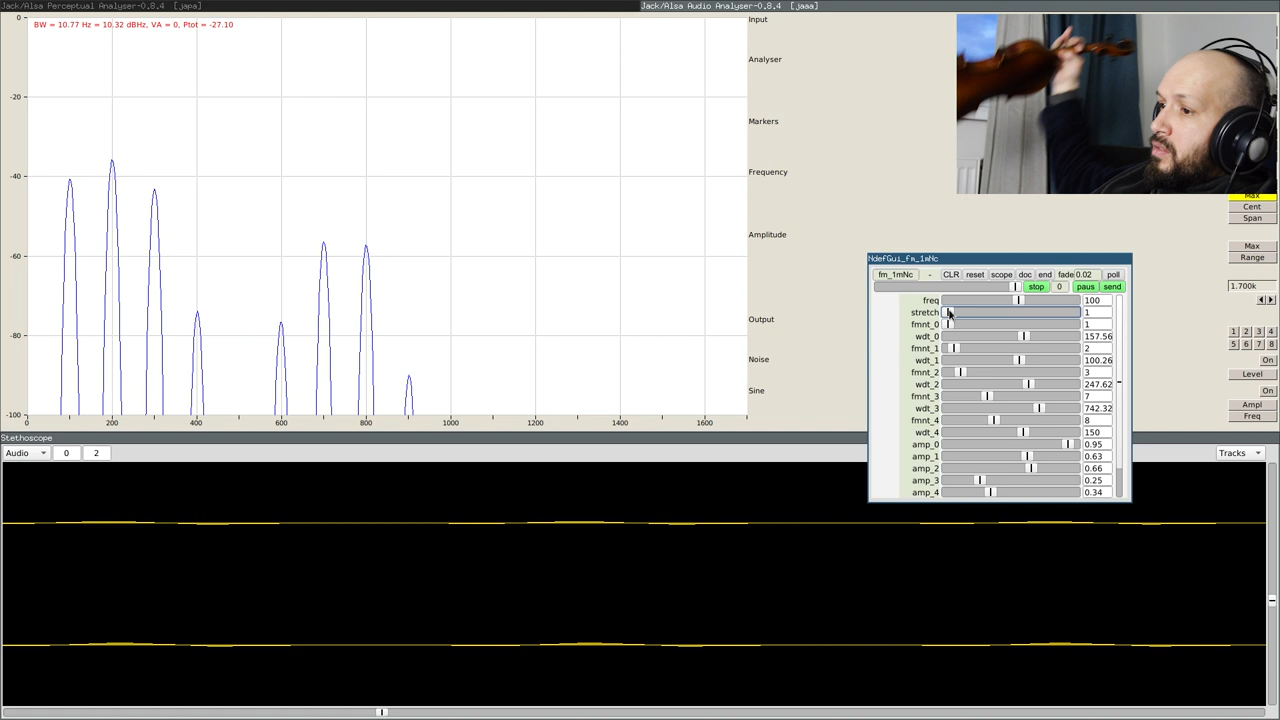 Jack/Alsa Perceptual Analyser-0.8.4 [japa]
Jack/Alsa Audio Analyser-0.8.4 [jaaa]
BW = 10.77 Hz = 10.32 dBHz, VA = 0, Ptot = -27.10
0
-20
-40
-60
-80
-100
0 200 400 600 800 1000 1200 1400 1600
Input
Analyser
Markers
Frequency
Amplitude
Output
Noise
Sine
Max
Cent
Span
Max
Range
1.700k
1 2 3 4
5 6 7 8
On
Level
On
Ampl
Freq
NdefGui_fm_1mNc
fm_1mNc - CLR reset scope doc end fade 0.02 poll
stop 0 paus send
freq 100
stretch 1
fmnt_0 1
wdt_0 157.56
fmnt_1 2
wdt_1 100.26
fmnt_2 3
wdt_2 247.62
fmnt_3 7
wdt_3 742.32
fmnt_4 8
wdt_4 150
amp_0 0.95
amp_1 0.63
amp_2 0.66
amp_3 0.25
amp_4 0.34
Stethoscope
Audio 0 2 Tracks